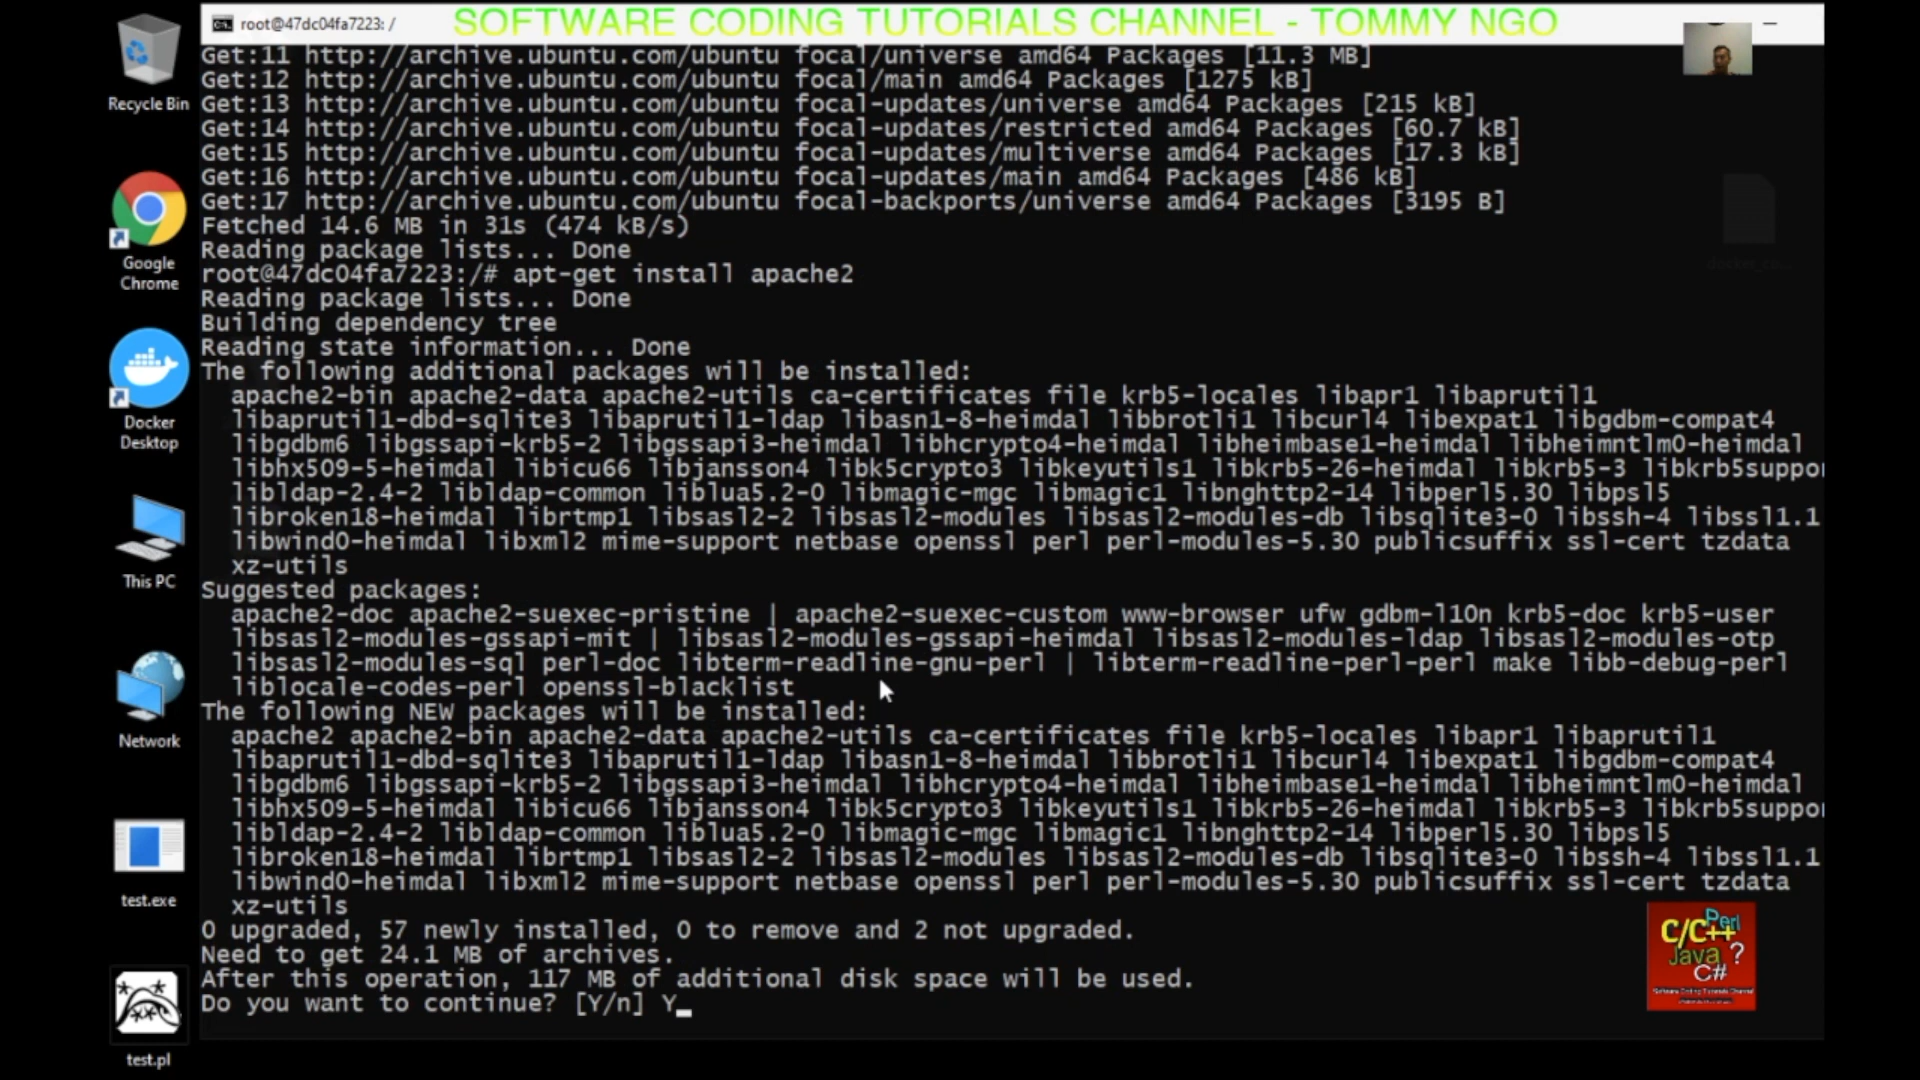 root@47dc04fa7223: /
SOFTWARE CODING TUTORIALS CHANNEL - TOMMY NGO
Get:11 http://archive.ubuntu.com/ubuntu focal/universe amd64 Packages [11.3 MB]
Get:12 http://archive.ubuntu.com/ubuntu focal/main amd64 Packages [1275 kB]
Get:13 http://archive.ubuntu.com/ubuntu focal-updates/universe amd64 Packages [215 kB]
Get:14 http://archive.ubuntu.com/ubuntu focal-updates/restricted amd64 Packages [60.7 kB]
Get:15 http://archive.ubuntu.com/ubuntu focal-updates/multiverse amd64 Packages [17.3 kB]
Get:16 http://archive.ubuntu.com/ubuntu focal-updates/main amd64 Packages [486 kB]
Get:17 http://archive.ubuntu.com/ubuntu focal-backports/universe amd64 Packages [3195 B]
Fetched 14.6 MB in 31s (474 kB/s)
Reading package lists... Done
root@47dc04fa7223:/# apt-get install apache2
Reading package lists... Done
Building dependency tree
Reading state information... Done
The following additional packages will be installed:
apache2-bin apache2-data apache2-utils ca-certificates file krb5-locales libapr1 libaprutil1
libaprutil1-dbd-sqlite3 libaprutil1-ldap libasn1-8-heimdal libbrotli1 libcurl4 libexpat1 libgdbm-compat4
libgdbm6 libgssapi-krb5-2 libgssapi3-heimdal libhcrypto4-heimdal libheimbase1-heimdal libheimntlm0-heimdal
libhx509-5-heimdal libicu66 libjansson4 libk5crypto3 libkeyutils1 libkrb5-26-heimdal libkrb5-3 libkrb5suppor
libldap-2.4-2 libldap-common liblua5.2-0 libmagic-mgc libmagic1 libnghttp2-14 libperl5.30 libpsl5
libroken18-heimdal librtmp1 libsasl2-2 libsasl2-modules libsasl2-modules-db libsqlite3-0 libssh-4 libssl1.1
libwind0-heimdal libxml2 mime-support netbase openssl perl perl-modules-5.30 publicsuffix ssl-cert tzdata
xz-utils
Suggested packages:
apache2-doc apache2-suexec-pristine | apache2-suexec-custom www-browser ufw gdbm-l10n krb5-doc krb5-user
libsasl2-modules-gssapi-mit | libsasl2-modules-gssapi-heimdal libsasl2-modules-ldap libsasl2-modules-otp
libsasl2-modules-sql perl-doc libterm-readline-gnu-perl | libterm-readline-perl-perl make libb-debug-perl
liblocale-codes-perl openssl-blacklist
The following NEW packages will be installed:
apache2 apache2-bin apache2-data apache2-utils ca-certificates file krb5-locales libapr1 libaprutil1
libaprutil1-dbd-sqlite3 libaprutil1-ldap libasn1-8-heimdal libbrotli1 libcurl4 libexpat1 libgdbm-compat4
libgdbm6 libgssapi-krb5-2 libgssapi3-heimdal libhcrypto4-heimdal libheimbase1-heimdal libheimntlm0-heimdal
libhx509-5-heimdal libicu66 libjansson4 libk5crypto3 libkeyutils1 libkrb5-26-heimdal libkrb5-3 libkrb5suppor
libldap-2.4-2 libldap-common liblua5.2-0 libmagic-mgc libmagic1 libnghttp2-14 libperl5.30 libpsl5
libroken18-heimdal librtmp1 libsasl2-2 libsasl2-modules libsasl2-modules-db libsqlite3-0 libssh-4 libssl1.1
libwind0-heimdal libxml2 mime-support netbase openssl perl perl-modules-5.30 publicsuffix ssl-cert tzdata
xz-utils
0 upgraded, 57 newly installed, 0 to remove and 2 not upgraded.
Need to get 24.1 MB of archives.
After this operation, 117 MB of additional disk space will be used.
Do you want to continue? [Y/n] Y
Recycle Bin
Google
Chrome
Docker
Desktop
This PC
Network
test.exe
test.pl
Perl
C/C++
Java ?
C#
Software Coding Tutorials Channel